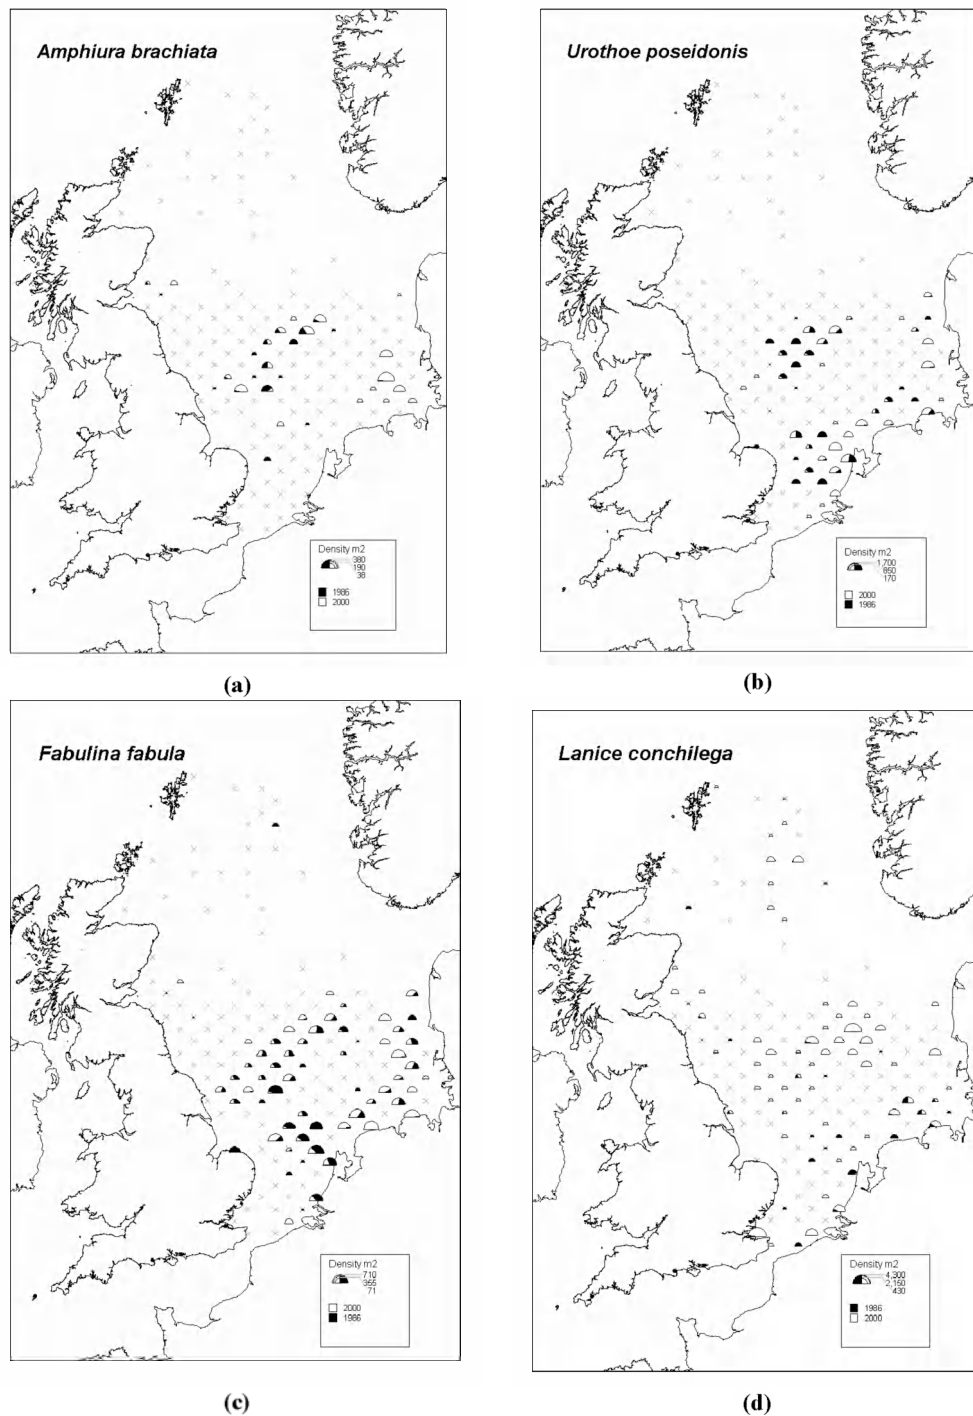 Amphiura brachiata
Density m2
380
190
38
1986
2000
(a)
Urothoe poseidonis
Density m2
1,700
850
170
2000
1986
(b)
Fabulina fabula
Density m2
710
355
71
2000
1986
(c)
Lanice conchilega
Density m2
4,300
2,150
430
1986
2000
(d)